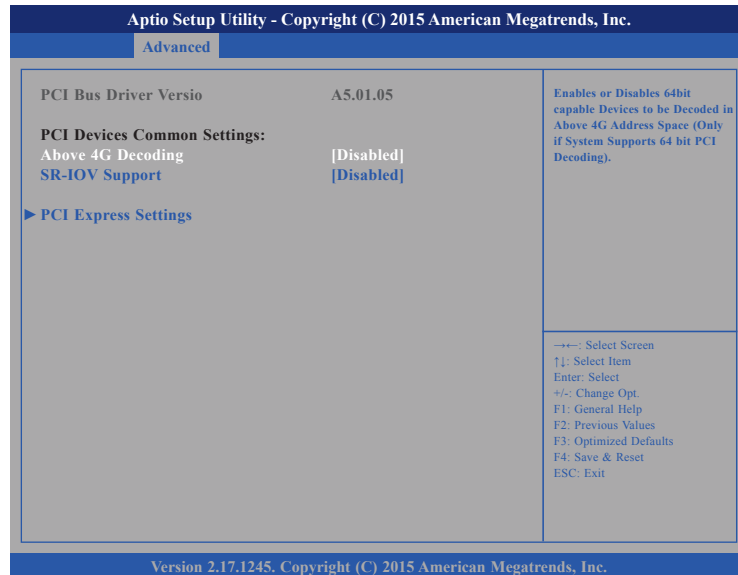 Aptio Setup Utility - Copyright (C) 2015 American Megatrends, Inc.
Advanced
PCI Bus Driver Versio A5.01.05
PCI Devices Common Settings:
Above 4G Decoding [Disabled]
SR-IOV Support [Disabled]
▶ PCI Express Settings
Enables or Disables 64bit
capable Devices to be Decoded in
Above 4G Address Space (Only
if System Supports 64 bit PCI
Decoding).
→←: Select Screen
↑↓: Select Item
Enter: Select
+/-: Change Opt.
F1: General Help
F2: Previous Values
F3: Optimized Defaults
F4: Save & Reset
ESC: Exit
Version 2.17.1245. Copyright (C) 2015 American Megatrends, Inc.